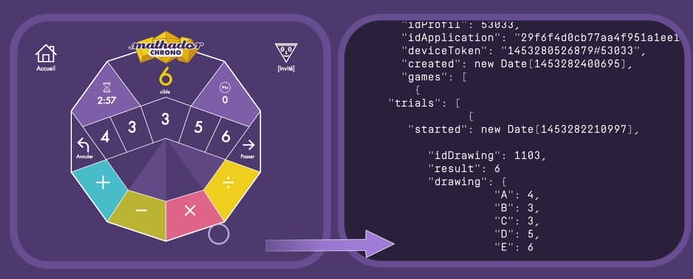 Accueil
mathador
CHRONO
[Invité]
6
cible
2:57
Pts
0
4
3
3
5
6
Annuler
Passer
+
−
×
÷
"idProfil": 53033,
"idApplication": "29f6f4d0cb77aa4f951a1ee1
"deviceToken": "1453280526879#53033",
"created": new Date[1453282400695],
"games": [
{
"trials": [
{
"started": new Date[1453282210997],
"idDrawing": 1103,
"result": 6
"drawing": {
"A": 4,
"B": 3,
"C": 3,
"D": 5,
"E": 6